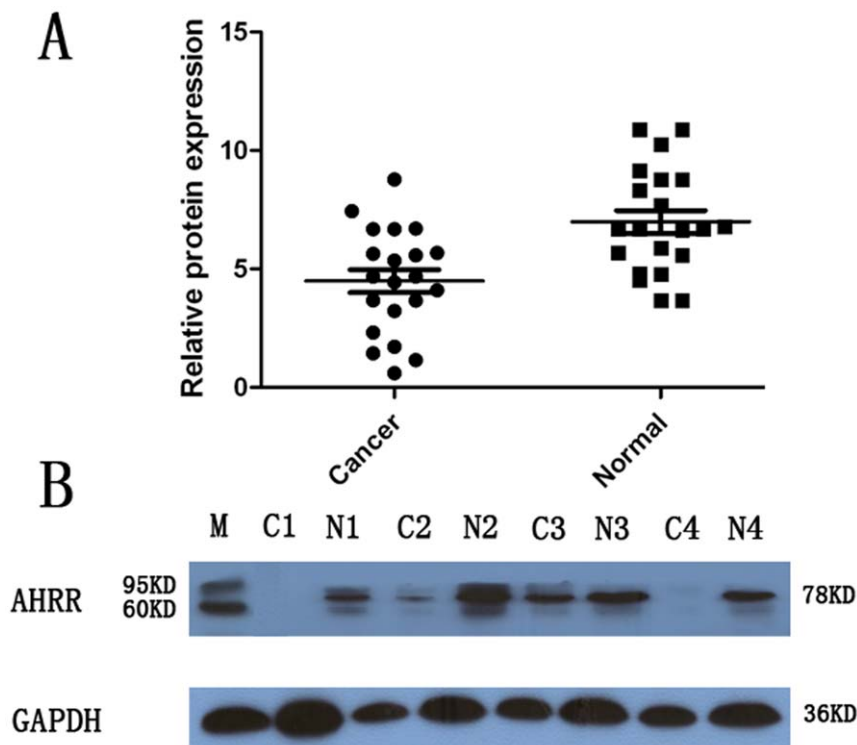 A
Relative protein expression
15
10
5
0
Cancer
Normal
B
M C1 N1 C2 N2 C3 N3 C4 N4
AHRR
95KD
60KD
78KD
GAPDH
36KD